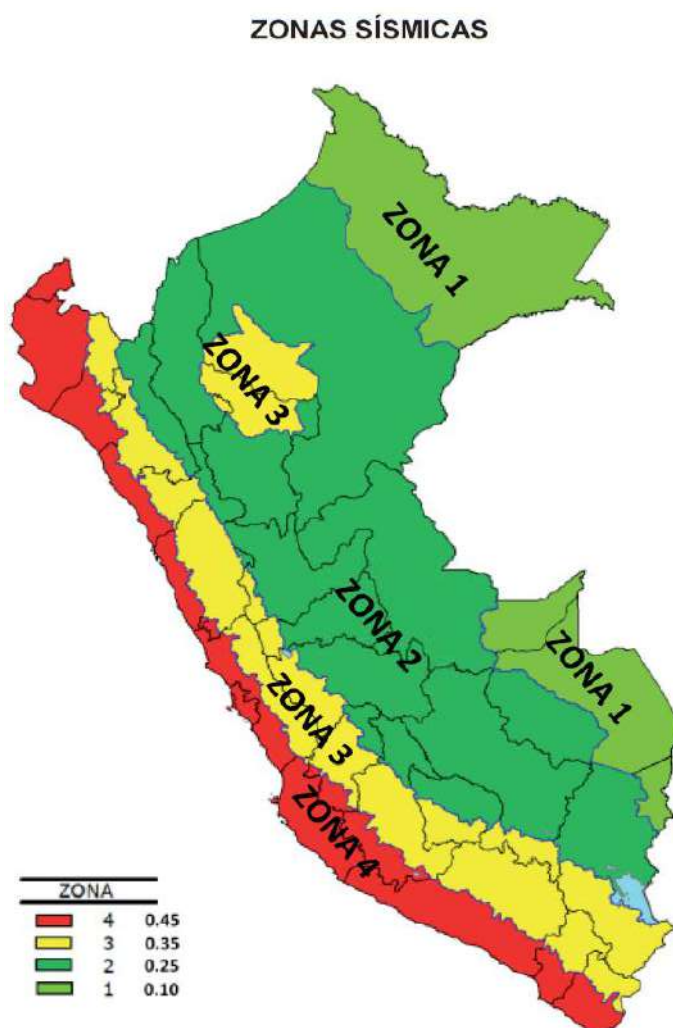 ZONAS SÍSMICAS
ZONA 1
ZONA 3
ZONA 2
ZONA 1
ZONA 3
ZONA 4
ZONA
4 0.45
3 0.35
2 0.25
1 0.10